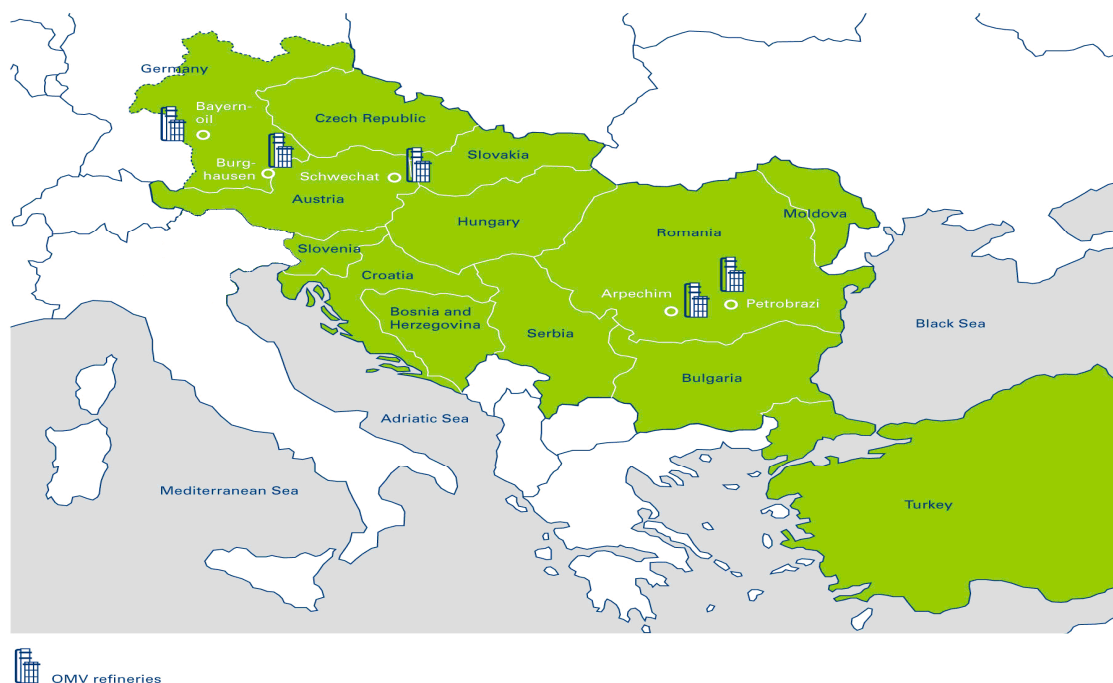 Germany
Bayern-
oil
Czech Republic
Slovakia
Burg-
hausen
Schwechat
Austria
Hungary
Moldova
Romania
Slovenia
Croatia
Arpechim
Petrobrazi
Bosnia and
Herzegovina
Serbia
Black Sea
Bulgaria
Adriatic Sea
Mediterranean Sea
Turkey
OMV refineries